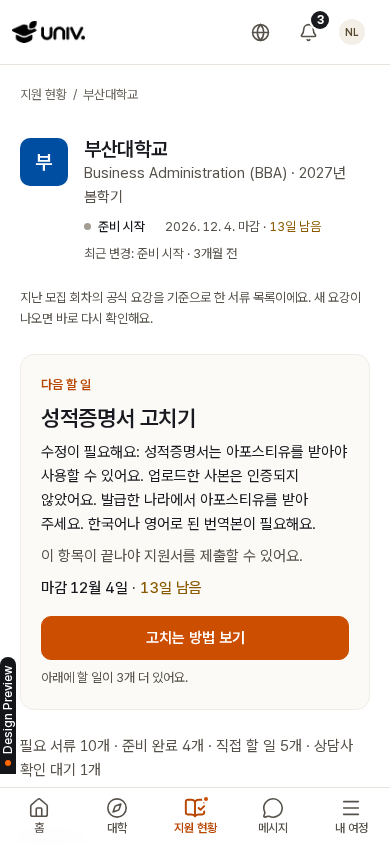 UNIV.
3
NL
지원 현황 / 부산대학교
부
부산대학교
Business Administration (BBA) · 2027년
봄학기
준비 시작 2026. 12. 4. 마감 · 13일 남음
최근 변경: 준비 시작 · 3개월 전
지난 모집 회차의 공식 요강을 기준으로 한 서류 목록이에요. 새 요강이
나오면 바로 다시 확인해요.
다음 할 일
성적증명서 고치기
수정이 필요해요: 성적증명서는 아포스티유를 받아야
사용할 수 있어요. 업로드한 사본은 인증되지
않았어요. 발급한 나라에서 아포스티유를 받아
주세요. 한국어나 영어로 된 번역본이 필요해요.
이 항목이 끝나야 지원서를 제출할 수 있어요.
마감 12월 4일 · 13일 남음
고치는 방법 보기
아래에 할 일이 3개 더 있어요.
Design Preview
필요 서류 10개 · 준비 완료 4개 · 직접 할 일 5개 · 상담사
확인 대기 1개
홈
대학
지원 현황
메시지
내 여정